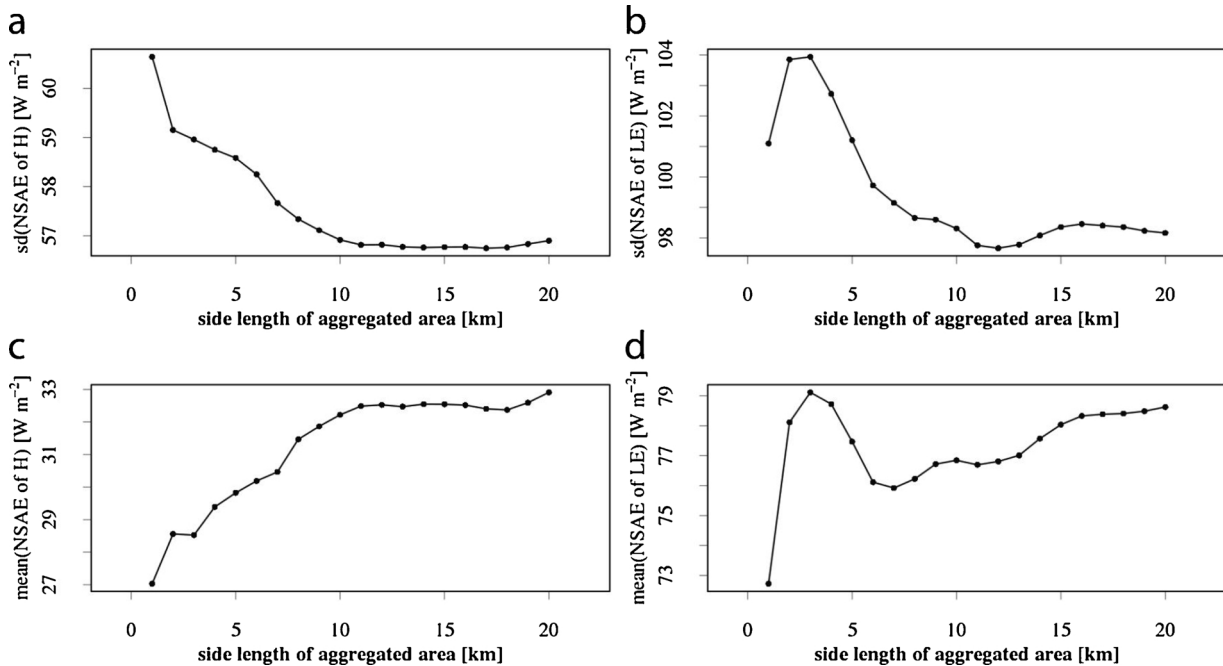 a
sd(NSAE of H) [W m−2]
60
59
58
57
0 5 10 15 20
side length of aggregated area [km]
b
sd(NSAE of LE) [W m−2]
104
102
100
98
0 5 10 15 20
side length of aggregated area [km]
c
mean(NSAE of H) [W m−2]
33
31
29
27
0 5 10 15 20
side length of aggregated area [km]
d
mean(NSAE of LE) [W m−2]
79
77
75
73
0 5 10 15 20
side length of aggregated area [km]